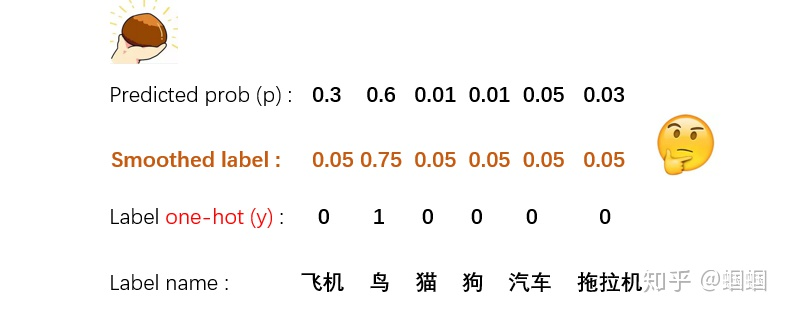 Predicted prob (p) : 0.3 0.6 0.01 0.01 0.05 0.03
Smoothed label : 0.05 0.75 0.05 0.05 0.05 0.05
Label one-hot (y) : 0 1 0 0 0 0
Label name : 飞机 鸟 猫 狗 汽车 拖拉机
知乎 @蝈蝈